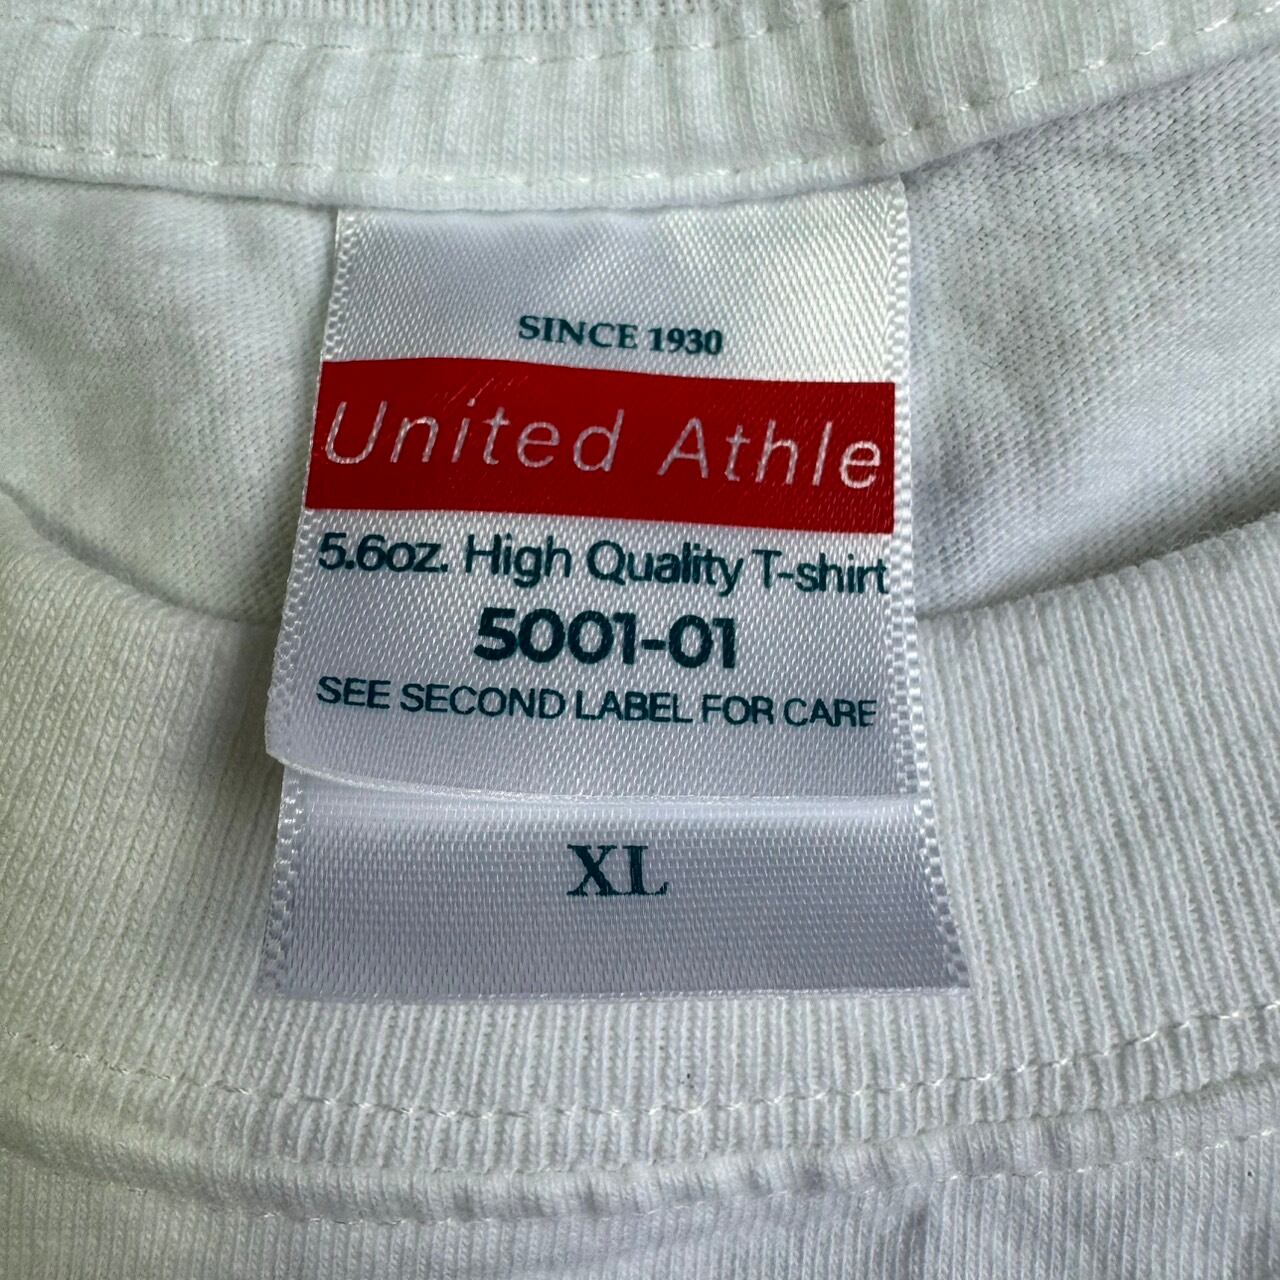 SINCE 1930
United Athle
5.6oz. High Quality T-shirt
5001-01
SEE SECOND LABEL FOR CARE
XL